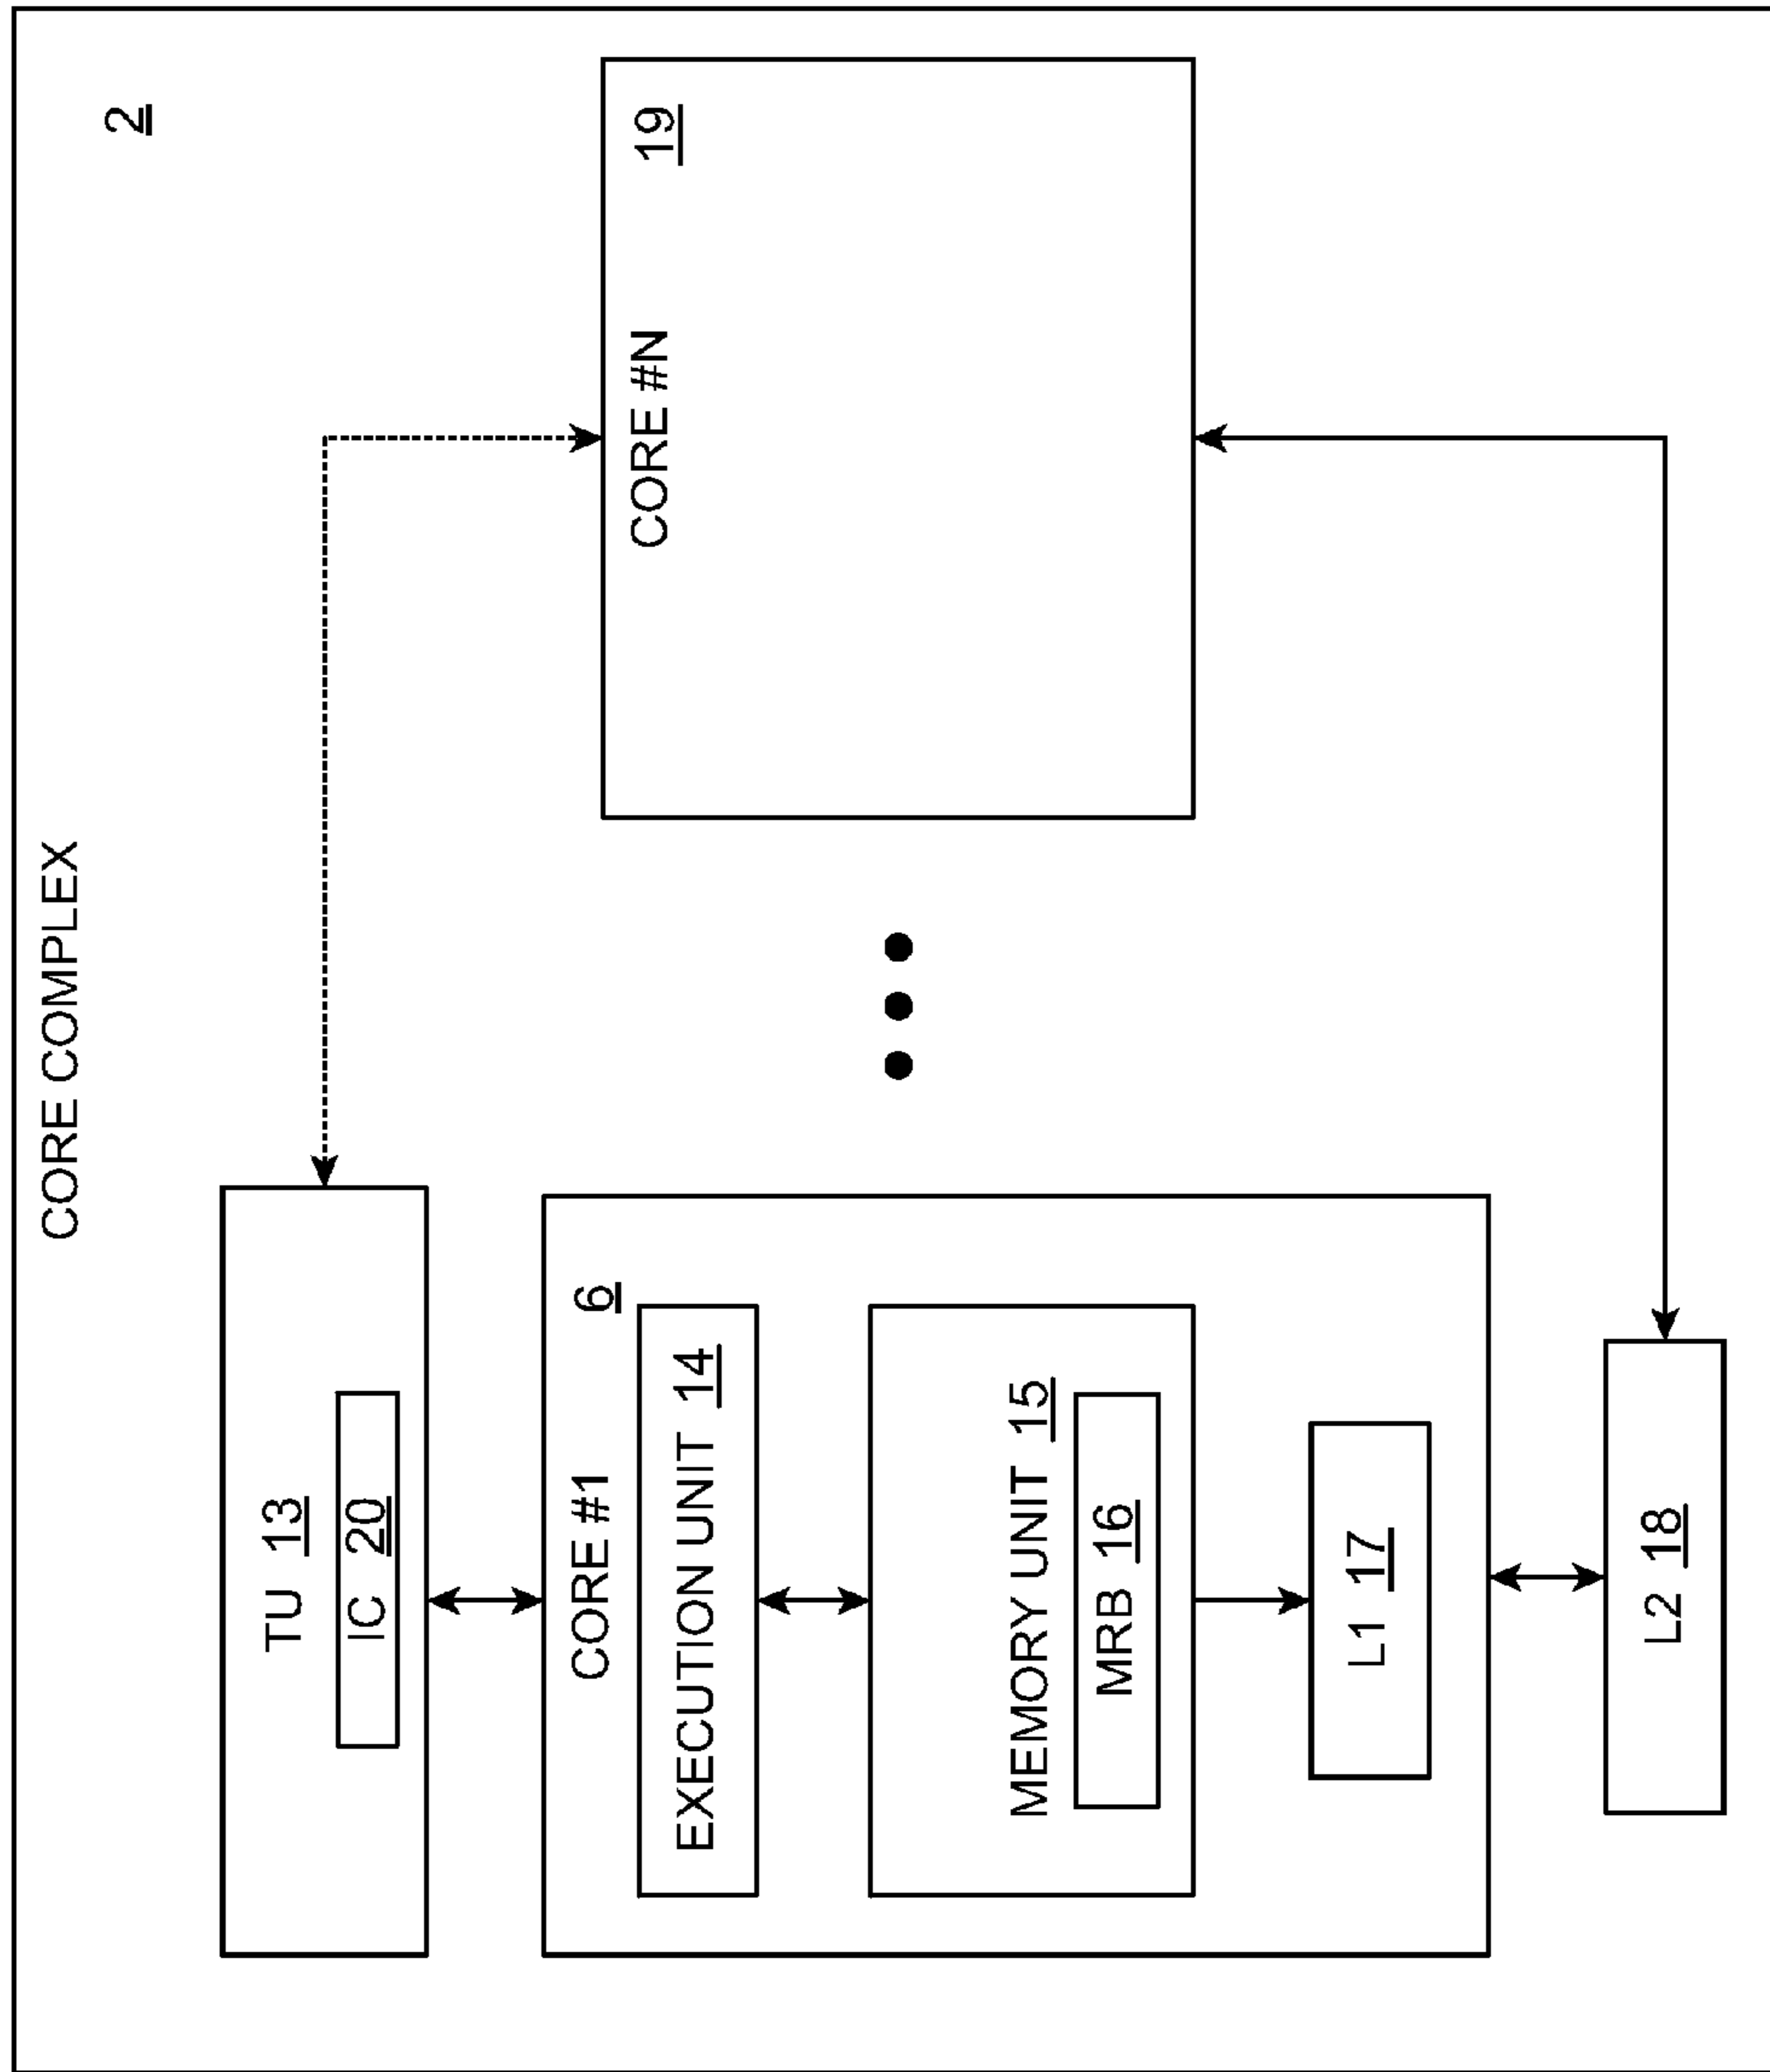 CORE COMPLEX
2
TU 13
IC 20
CORE #1
6
EXECUTION UNIT 14
MEMORY UNIT 15
MRB 16
L1 17
L2 18
CORE #N
19